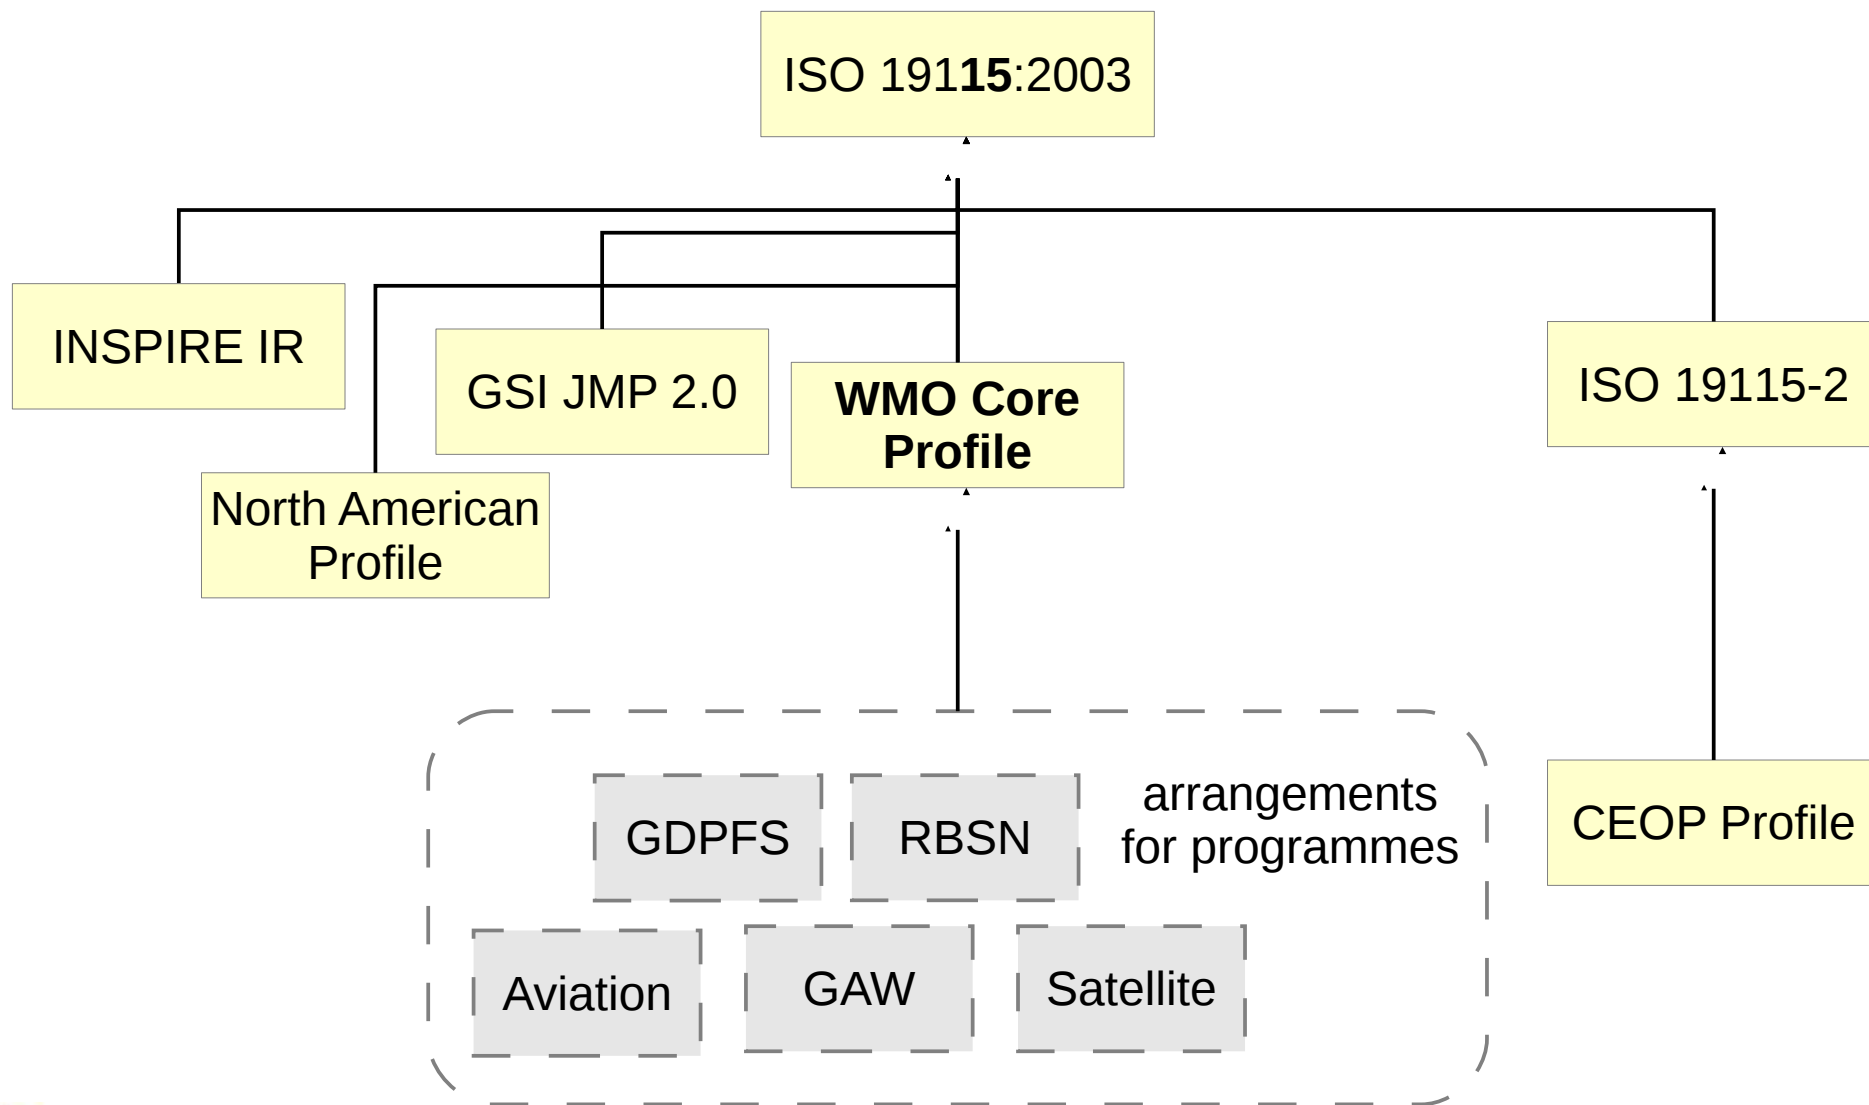 ISO 19115:2003
INSPIRE IR
GSI JMP 2.0
WMO Core
Profile
ISO 19115-2
North American
Profile
arrangements
for programmes
GDPFS
RBSN
CEOP Profile
Aviation
GAW
Satellite